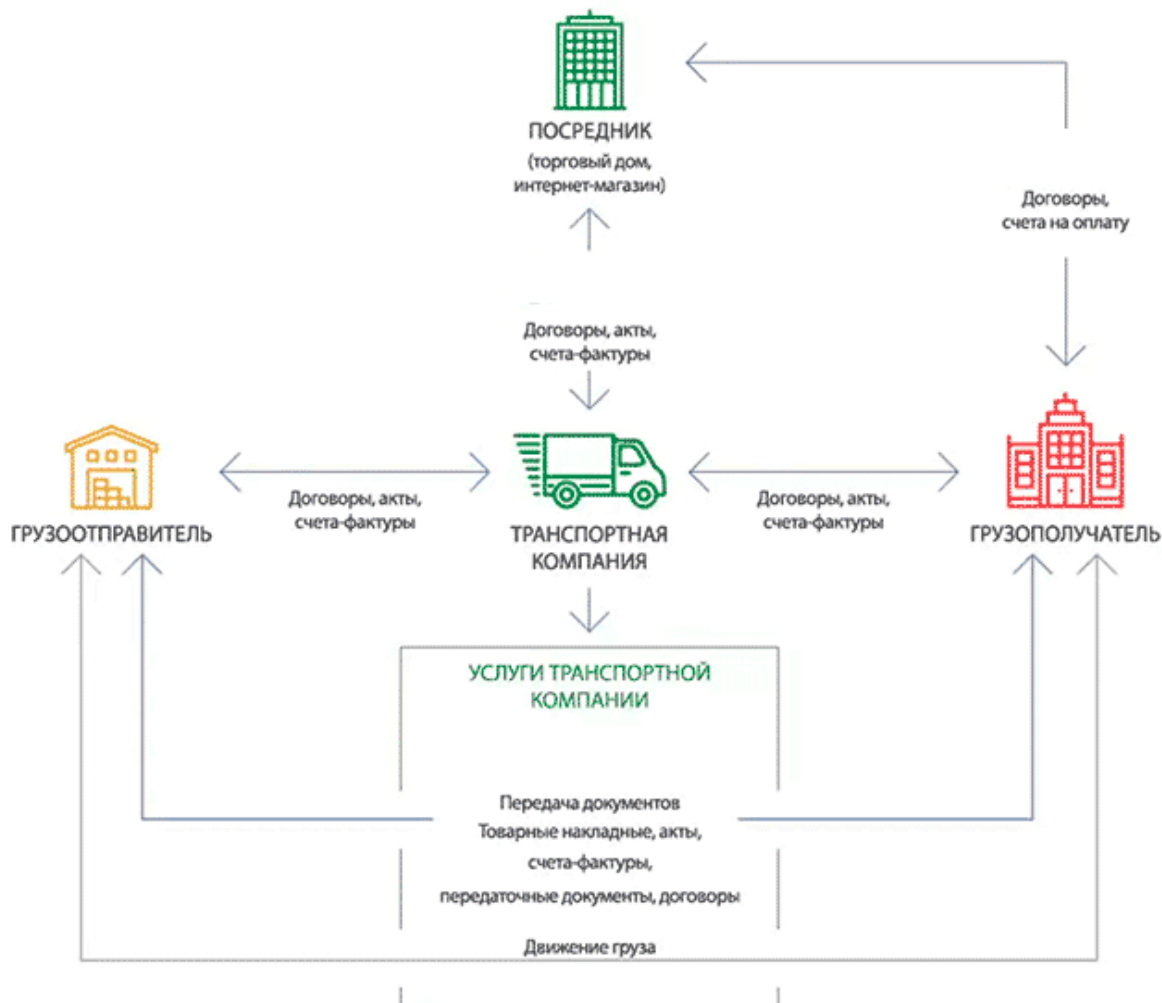 ПОСРЕДНИК
(торговый дом,
интернет-магазин)
Договоры,
счета на оплату
Договоры, акты,
счета-фактуры
ГРУЗООТПРАВИТЕЛЬ
Договоры, акты,
счета-фактуры
ТРАНСПОРТНАЯ
КОМПАНИЯ
Договоры, акты,
счета-фактуры
ГРУЗОПОЛУЧАТЕЛЬ
УСЛУГИ ТРАНСПОРТНОЙ
КОМПАНИИ
Передача документов
Товарные накладные, акты,
счета-фактуры,
передаточные документы, договоры
Движение груза